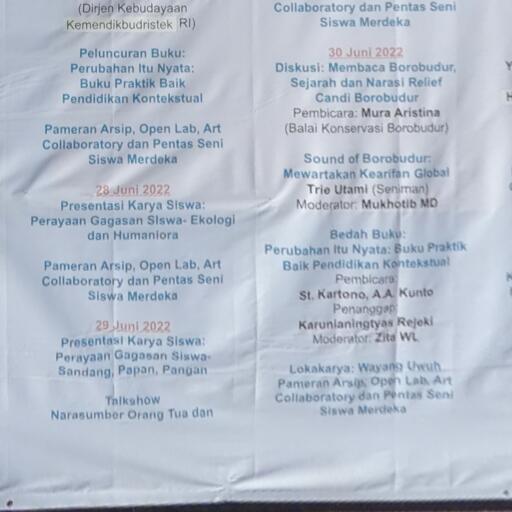 (Dirjen Kebudayaan
Kemendikbudristek RI)
Peluncuran Buku:
Perubahan Itu Nyata:
Buku Praktik Baik
Pendidikan Kontekstual
Pameran Arsip, Open Lab, Art
Collaboratory dan Pentas Seni
Siswa Merdeka
28 Juni 2022
Presentasi Karya Siswa:
Perayaan Gagasan Siswa- Ekologi
dan Humaniora
Pameran Arsip, Open Lab, Art
Collaboratory dan Pentas Seni
Siswa Merdeka
29 Juni 2022
Presentasi Karya Siswa:
Perayaan Gagasan Siswa-
Sandang, Papan, Pangan
Talkshow
Narasumber Orang Tua dan
Collaboratory dan Pentas Seni
Siswa Merdeka
30 Juni 2022
Diskusi: Membaca Borobudur,
Sejarah dan Narasi Relief
Candi Borobudur
Pembicara: Mura Aristina
(Balai Konservasi Borobudur)
Sound of Borobudur:
Mewartakan Kearifan Global
Trie Utami (Seniman)
Moderator: Mukhotib MD
Bedah Buku:
Perubahan Itu Nyata: Buku Praktik
Baik Pendidikan Kontekstual
Pembicara:
St. Kartono, A.A. Kunto
Penanggap:
Karunianingtyas Rejeki
Moderator: Zita WL
Lokakarya: Wayang Uwuh
Pameran Arsip, Open Lab, Art
Collaboratory dan Pentas Seni
Siswa Merdeka